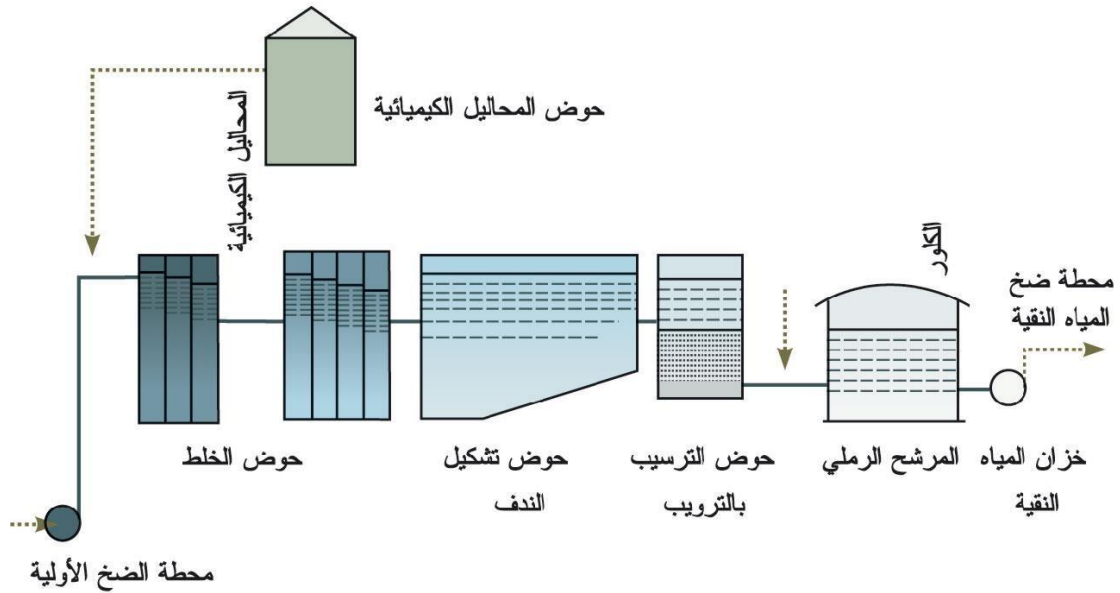 حوض المحاليل الكيميائية
المحاليل الكيميائية
الكلور
محطة ضخ
المياه النقية
حوض الخلط
حوض تشكيل
الندف
حوض الترسيب
بالترويب
المرشح الرملي
خزان المياه
النقية
محطة الضخ الأولية